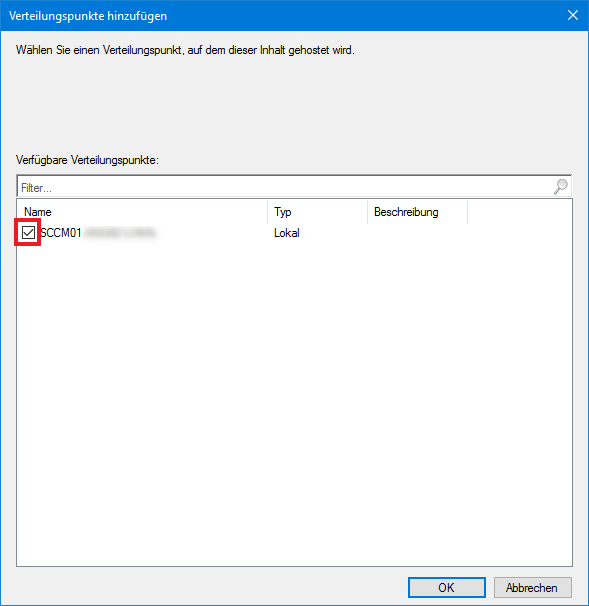 Verteilungspunkte hinzufügen
Wählen Sie einen Verteilungspunkt, auf dem dieser Inhalt gehostet wird.
Verfügbare Verteilungspunkte:
Filter...
Name Typ Beschreibung
SCCM01 Lokal
OK Abbrechen